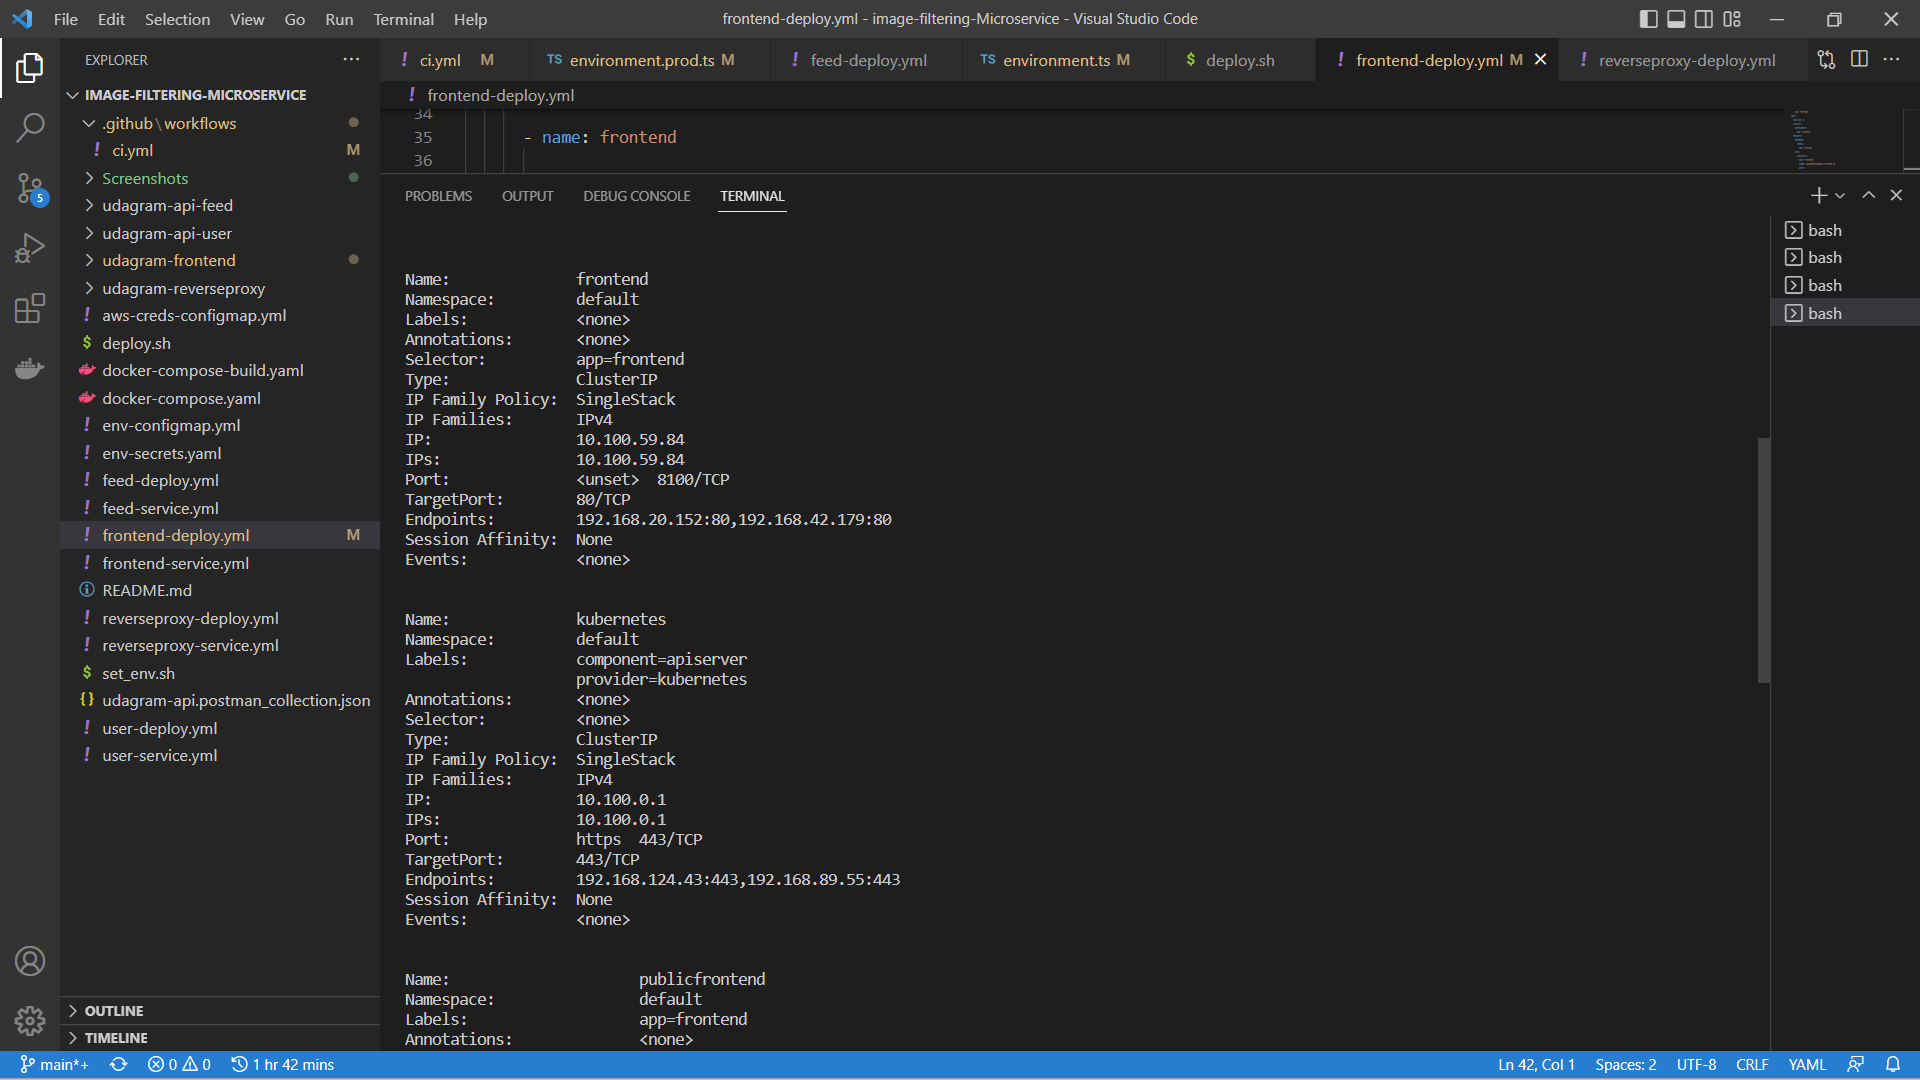 File Edit Selection View Go Run Terminal Help
frontend-deploy.yml - image-filtering-Microservice - Visual Studio Code
EXPLORER
ci.yml M
TS environment.prod.ts M
feed-deploy.yml
TS environment.ts M
$ deploy.sh
frontend-deploy.yml M
reverseproxy-deploy.yml
IMAGE-FILTERING-MICROSERVICE
.github\workflows
ci.yml M
Screenshots
udagram-api-feed
udagram-api-user
udagram-frontend
udagram-reverseproxy
aws-creds-configmap.yml
$ deploy.sh
docker-compose-build.yaml
docker-compose.yaml
env-configmap.yml
env-secrets.yaml
feed-deploy.yml
feed-service.yml
frontend-deploy.yml M
frontend-service.yml
README.md
reverseproxy-deploy.yml
reverseproxy-service.yml
$ set_env.sh
{} udagram-api.postman_collection.json
user-deploy.yml
user-service.yml
OUTLINE
TIMELINE
5
frontend-deploy.yml
34
35 - name: frontend
36
PROBLEMS OUTPUT DEBUG CONSOLE TERMINAL
bash
bash
bash
bash
Name: frontend
Namespace: default
Labels: <none>
Annotations: <none>
Selector: app=frontend
Type: ClusterIP
IP Family Policy: SingleStack
IP Families: IPv4
IP: 10.100.59.84
IPs: 10.100.59.84
Port: <unset> 8100/TCP
TargetPort: 80/TCP
Endpoints: 192.168.20.152:80,192.168.42.179:80
Session Affinity: None
Events: <none>
Name: kubernetes
Namespace: default
Labels: component=apiserver
provider=kubernetes
Annotations: <none>
Selector: <none>
Type: ClusterIP
IP Family Policy: SingleStack
IP Families: IPv4
IP: 10.100.0.1
IPs: 10.100.0.1
Port: https 443/TCP
TargetPort: 443/TCP
Endpoints: 192.168.124.43:443,192.168.89.55:443
Session Affinity: None
Events: <none>
Name: publicfrontend
Namespace: default
Labels: app=frontend
Annotations: <none>
main*+ 0 0 1 hr 42 mins
Ln 42, Col 1 Spaces: 2 UTF-8 CRLF YAML